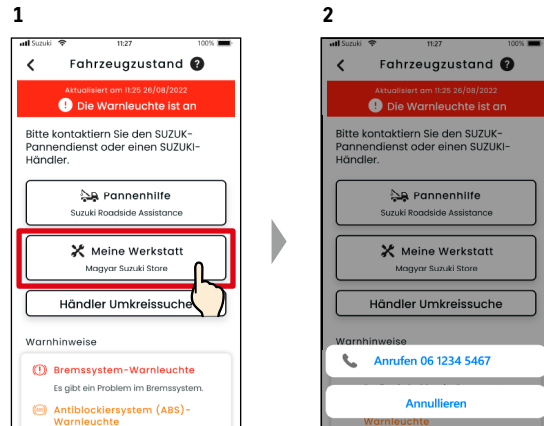 1
Suzuki 11:27 100%
Fahrzeugzustand ?
Aktualisiert am 11:25 26/08/2022
! Die Warnleuchte ist an
Bitte kontaktiern Sie den SUZUK-
Pannendienst oder einen SUZUKI-
Händler.
Pannenhilfe
Suzuki Roadside Assistance
Meine Werkstatt
Magyar Suzuki Store
Händler Umkreissuche
Warnhinweise
Bremssystem-Warnleuchte
Es gibt ein Problem im Bremssystem.
Antiblockiersystem (ABS)-
Warnleuchte
2
Suzuki 11:27 100%
Fahrzeugzustand ?
Aktualisiert am 11:25 26/08/2022
! Die Warnleuchte ist an
Bitte kontaktiern Sie den SUZUK-
Pannendienst oder einen SUZUKI-
Händler.
Pannenhilfe
Suzuki Roadside Assistance
Meine Werkstatt
Magyar Suzuki Store
Händler Umkreissuche
Warnhinweise
Anrufen 06 1234 5467
Annullieren
Warnleuchte